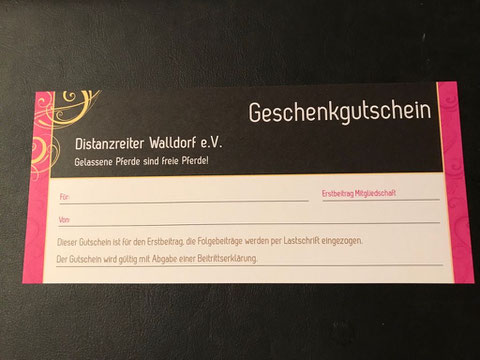 Geschenkgutschein
Distanzreiter Walldorf e.V.
Gelassene Pferde sind freie Pferde!
Für: Erstbeitrag Mitgliedschaft
Von:
Dieser Gutschein ist für den Erstbeitrag, die Folgebeiträge werden per Lastschrift eingezogen.
Der Gutschein wird gültig mit Abgabe einer Beitrittserklärung.